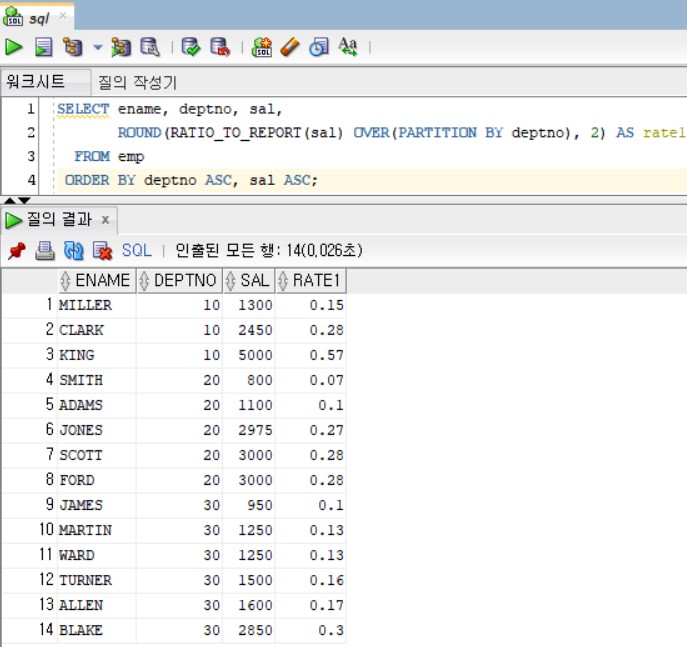 sql
워크시트 질의 작성기
1 SELECT ename, deptno, sal,
2 ROUND(RATIO_TO_REPORT(sal) OVER(PARTITION BY deptno), 2) AS rate1
3 FROM emp
4 ORDER BY deptno ASC, sal ASC;
질의 결과 x
SQL | 인출된 모든 행: 14(0.026초)
ENAME DEPTNO SAL RATE1
1 MILLER 10 1300 0.15
2 CLARK 10 2450 0.28
3 KING 10 5000 0.57
4 SMITH 20 800 0.07
5 ADAMS 20 1100 0.1
6 JONES 20 2975 0.27
7 SCOTT 20 3000 0.28
8 FORD 20 3000 0.28
9 JAMES 30 950 0.1
10 MARTIN 30 1250 0.13
11 WARD 30 1250 0.13
12 TURNER 30 1500 0.16
13 ALLEN 30 1600 0.17
14 BLAKE 30 2850 0.3